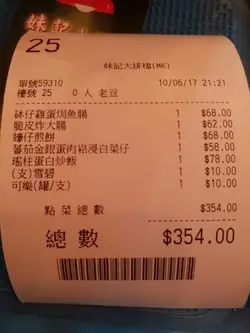 妹記
25
妹記大排檔(MK)
單號59310 10/06/17 21:21
檯號 25 0 人 老豆
砵仔雞蛋焗魚腸 1 $68.00
脆皮炸大腸 1 $62.00
蠔仔煎餅 1 $68.00
蕃茄金銀蛋肉崧浸白菜仔 1 $58.00
瑤柱蛋白炒飯 1 $78.00
(支)雪碧 1 $10.00
可樂(罐/支) 1 $10.00
點菜總數 $354.00
總數 $354.00